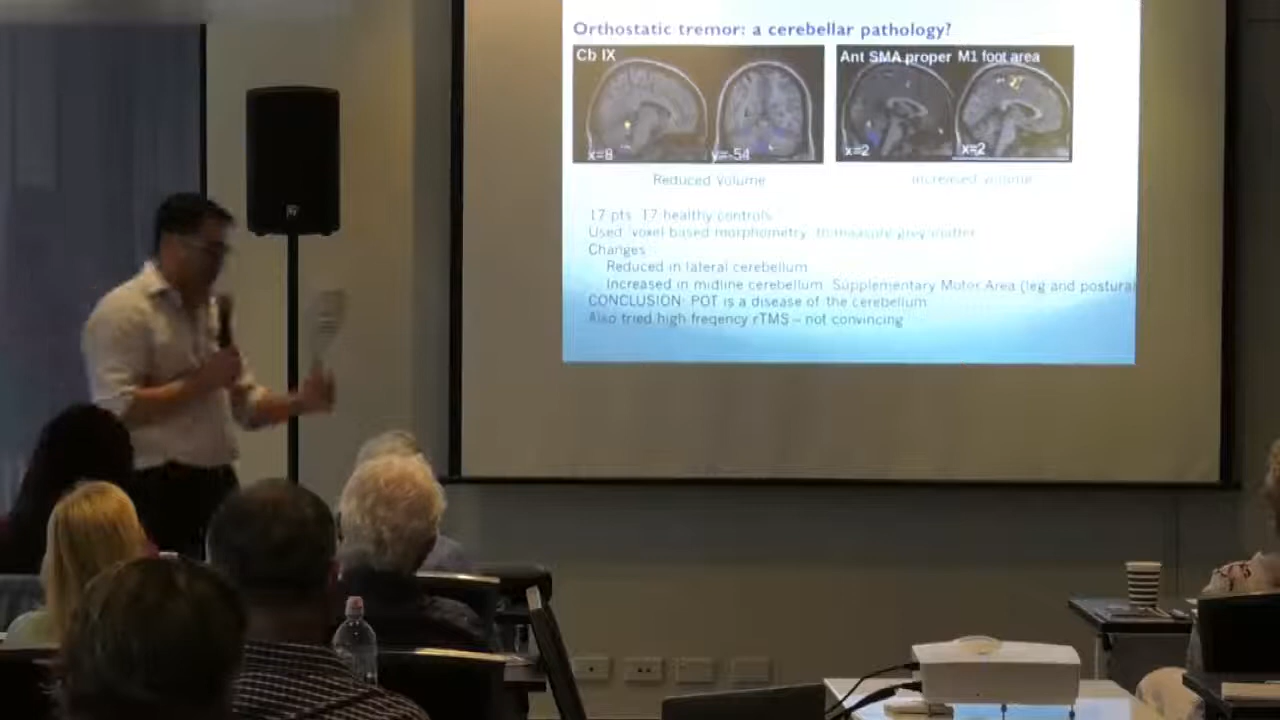 Orthostatic tremor: a cerebellar pathology?
Cb IX
Ant SMA proper M1 foot area
x=8
y=-54
x=2
x=2
Reduced Volume
Increased Volume
17 pts, 17 healthy controls
Used voxel based morphometry to measure grey matter
Changes
Reduced in lateral cerebellum
Increased in midline cerebellum, Supplementary Motor Area (leg and postural
CONCLUSION: POT is a disease of the cerebellum
Also tried high freqency rTMS – not convincing